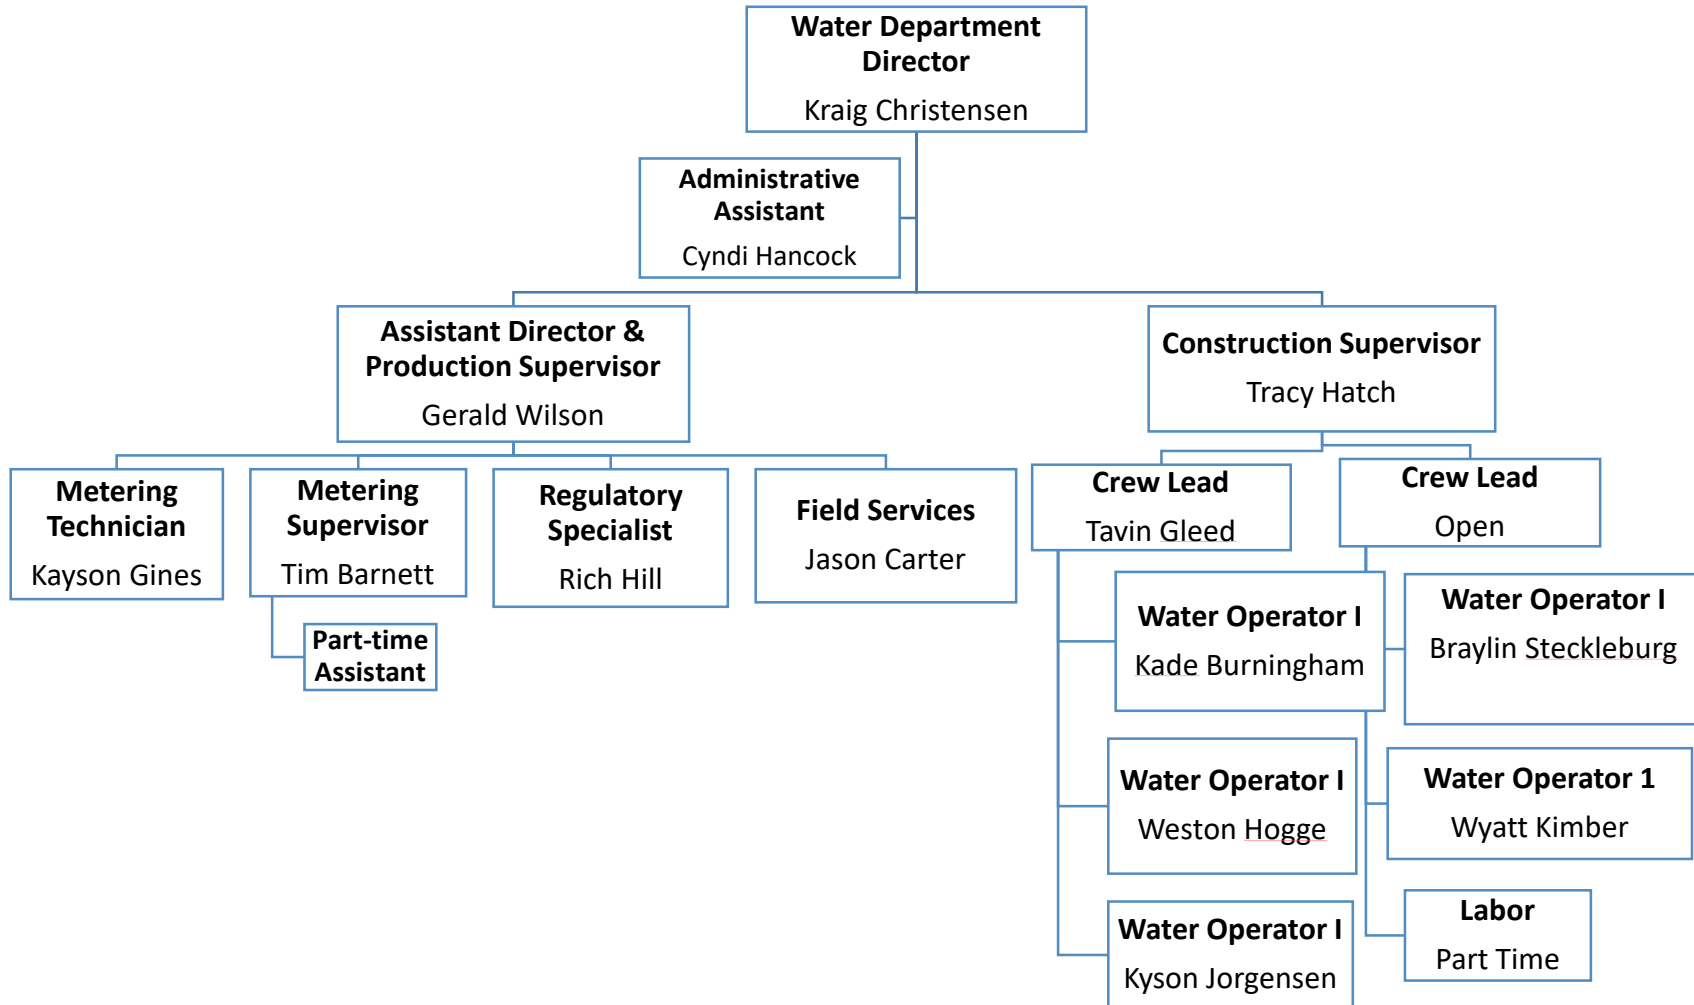 Water Department
Director
Kraig Christensen
Administrative
Assistant
Cyndi Hancock
Assistant Director &
Production Supervisor
Gerald Wilson
Construction Supervisor
Tracy Hatch
Metering
Technician
Kayson Gines
Metering
Supervisor
Tim Barnett
Part-time
Assistant
Regulatory
Specialist
Rich Hill
Field Services
Jason Carter
Crew Lead
Tavin Gleed
Water Operator I
Kade Burningham
Water Operator I
Weston Hogge
Water Operator I
Kyson Jorgensen
Crew Lead
Open
Water Operator I
Braylin Steckleburg
Water Operator 1
Wyatt Kimber
Labor
Part Time